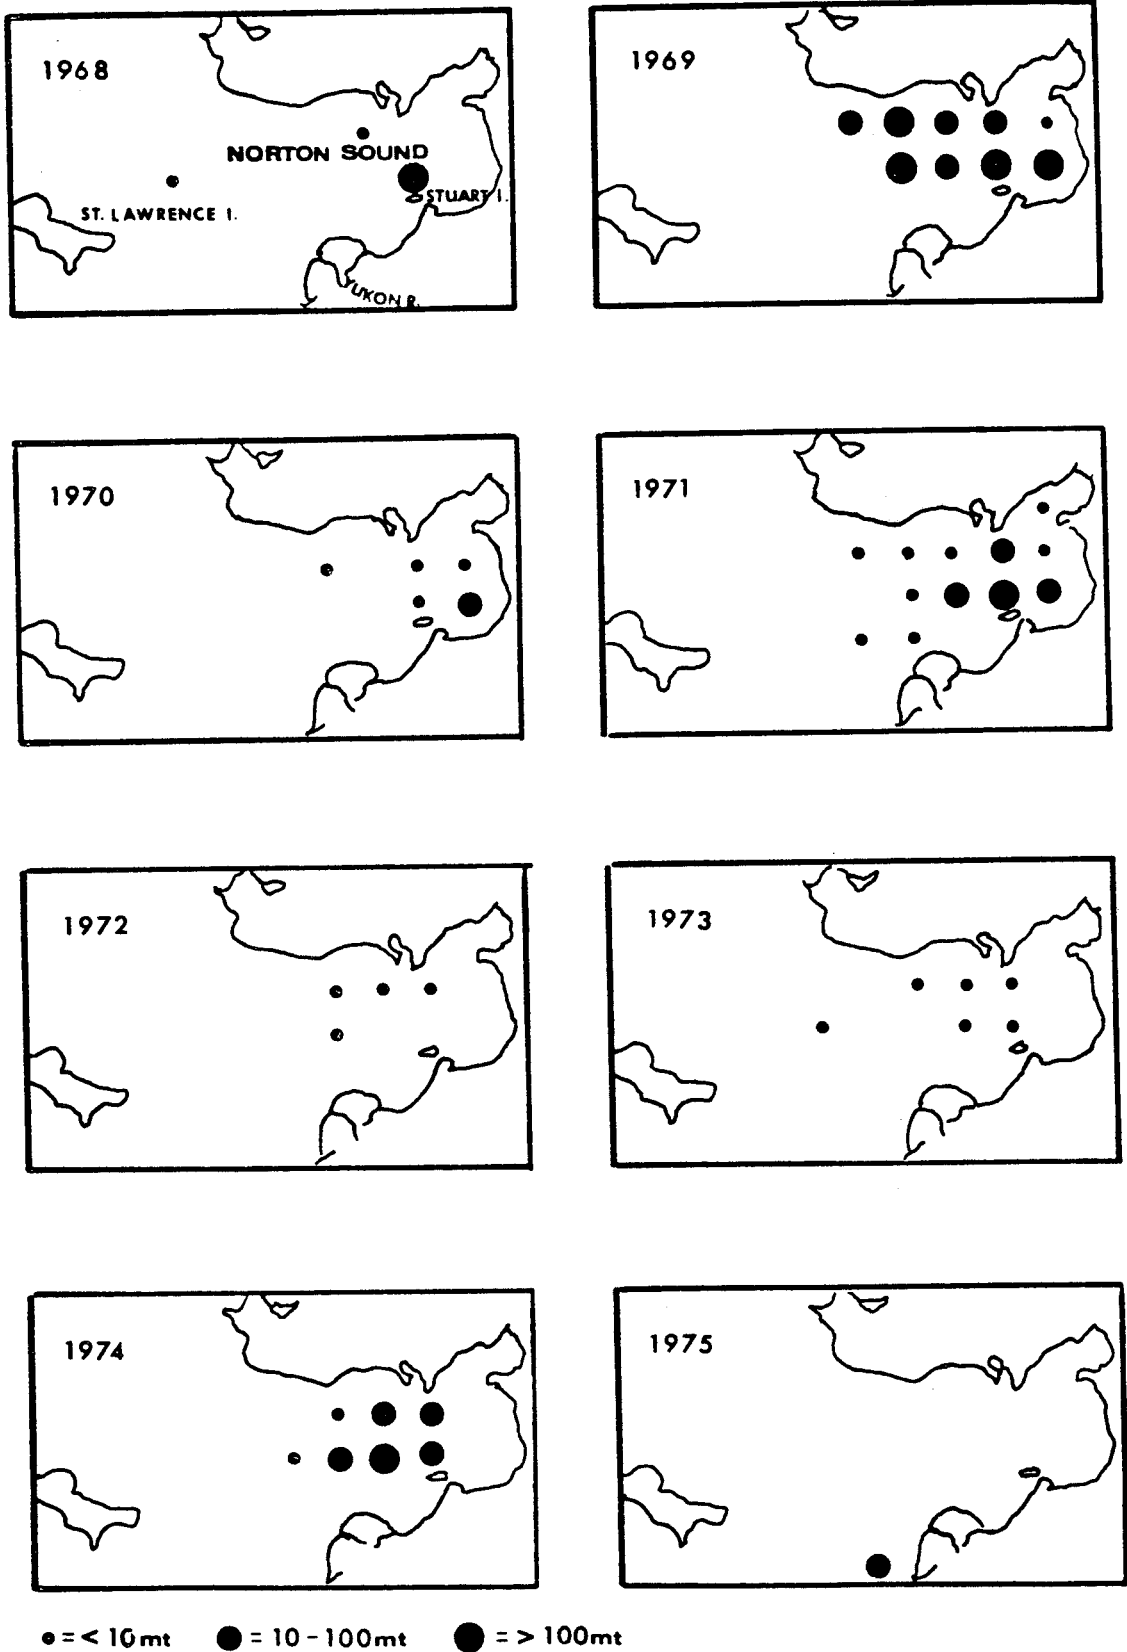 1968
NORTON SOUND
STUART I.
ST. LAWRENCE I.
YUKON R.
1969
1970
1971
1972
1973
1974
1975
= < 10mt = 10-100mt = > 100mt